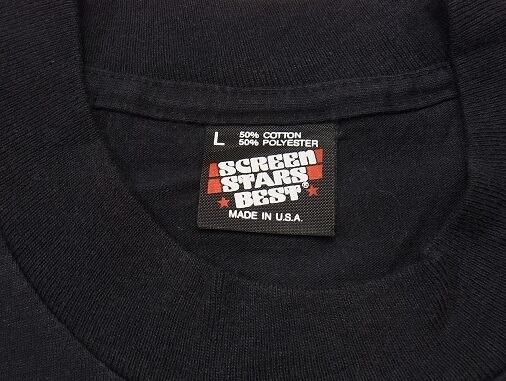 L 50% COTTON
50% POLYESTER
SCREEN
STARS
BEST®
MADE IN U.S.A.